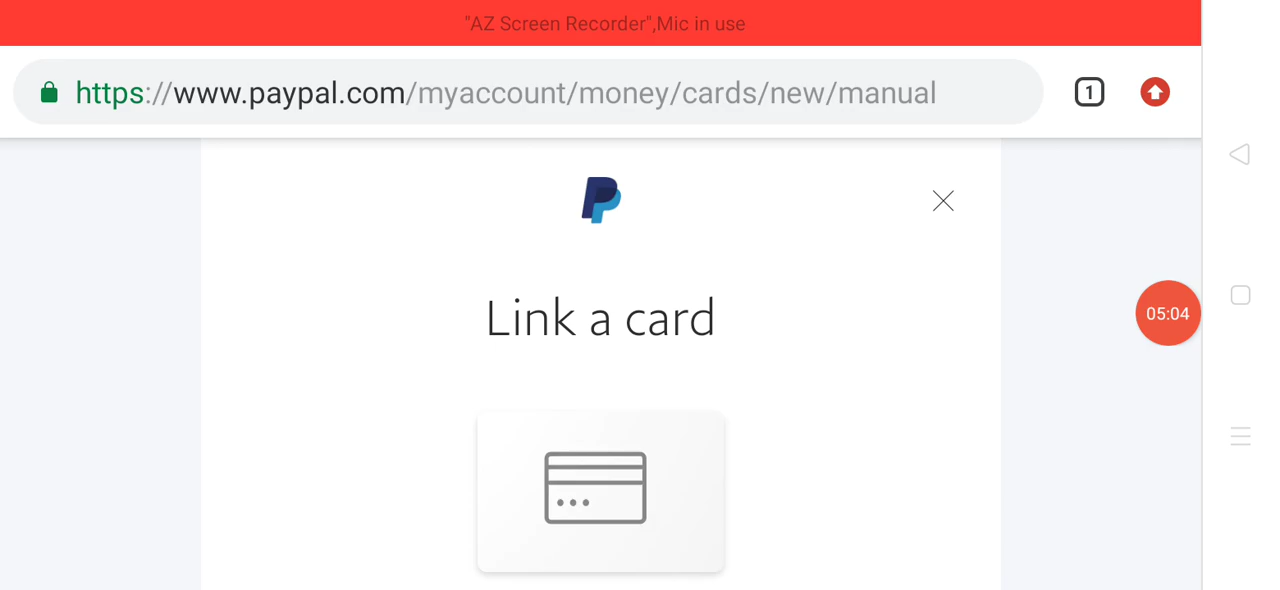 "AZ Screen Recorder",Mic in use
https://www.paypal.com/myaccount/money/cards/new/manual
1
Link a card
05:04